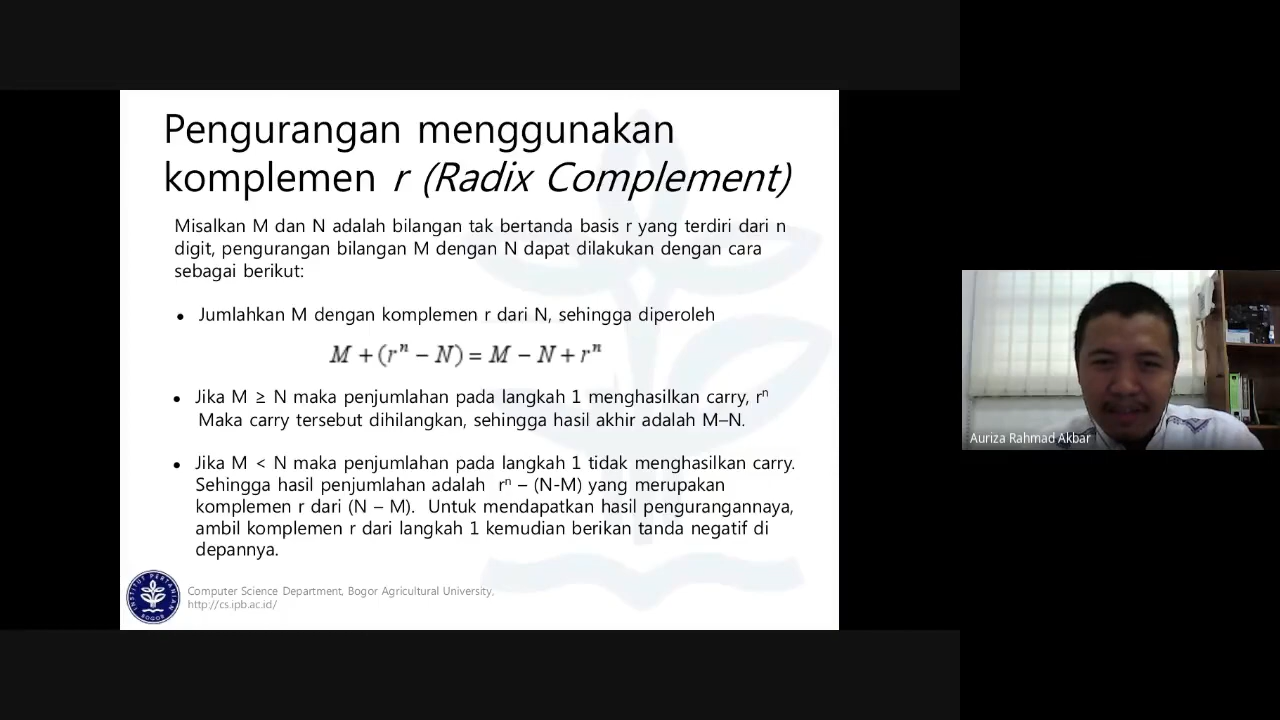 Pengurangan menggunakan
komplemen r (Radix Complement)
Misalkan M dan N adalah bilangan tak bertanda basis r yang terdiri dari n
digit, pengurangan bilangan M dengan N dapat dilakukan dengan cara
sebagai berikut:
• Jumlahkan M dengan komplemen r dari N, sehingga diperoleh
M + (rⁿ − N) = M − N + rⁿ
• Jika M ≥ N maka penjumlahan pada langkah 1 menghasilkan carry, rⁿ
Maka carry tersebut dihilangkan, sehingga hasil akhir adalah M–N.
• Jika M < N maka penjumlahan pada langkah 1 tidak menghasilkan carry.
Sehingga hasil penjumlahan adalah rⁿ – (N-M) yang merupakan
komplemen r dari (N – M). Untuk mendapatkan hasil pengurangannaya,
ambil komplemen r dari langkah 1 kemudian berikan tanda negatif di
depannya.
INSTITUT PERTANIAN
BOGOR
Computer Science Department, Bogor Agricultural University,
http://cs.ipb.ac.id/
Auriza Rahmad Akbar